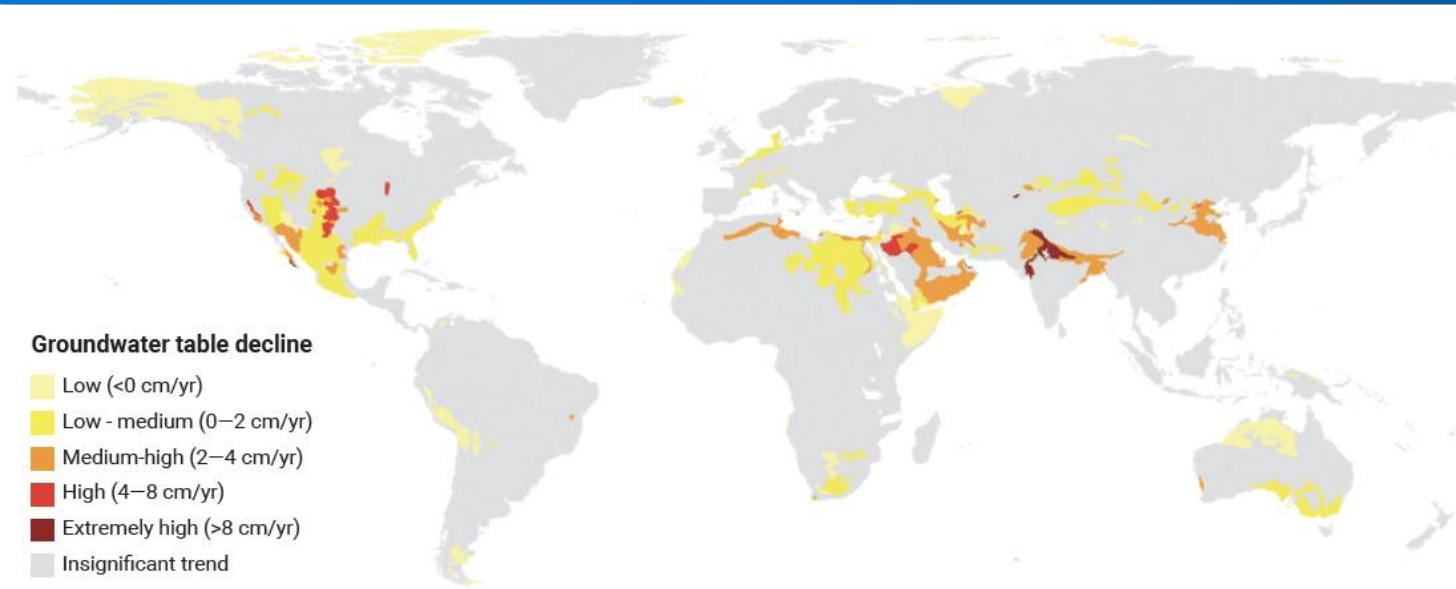 Groundwater table decline
Low (<0 cm/yr)
Low - medium (0—2 cm/yr)
Medium-high (2—4 cm/yr)
High (4—8 cm/yr)
Extremely high (>8 cm/yr)
Insignificant trend